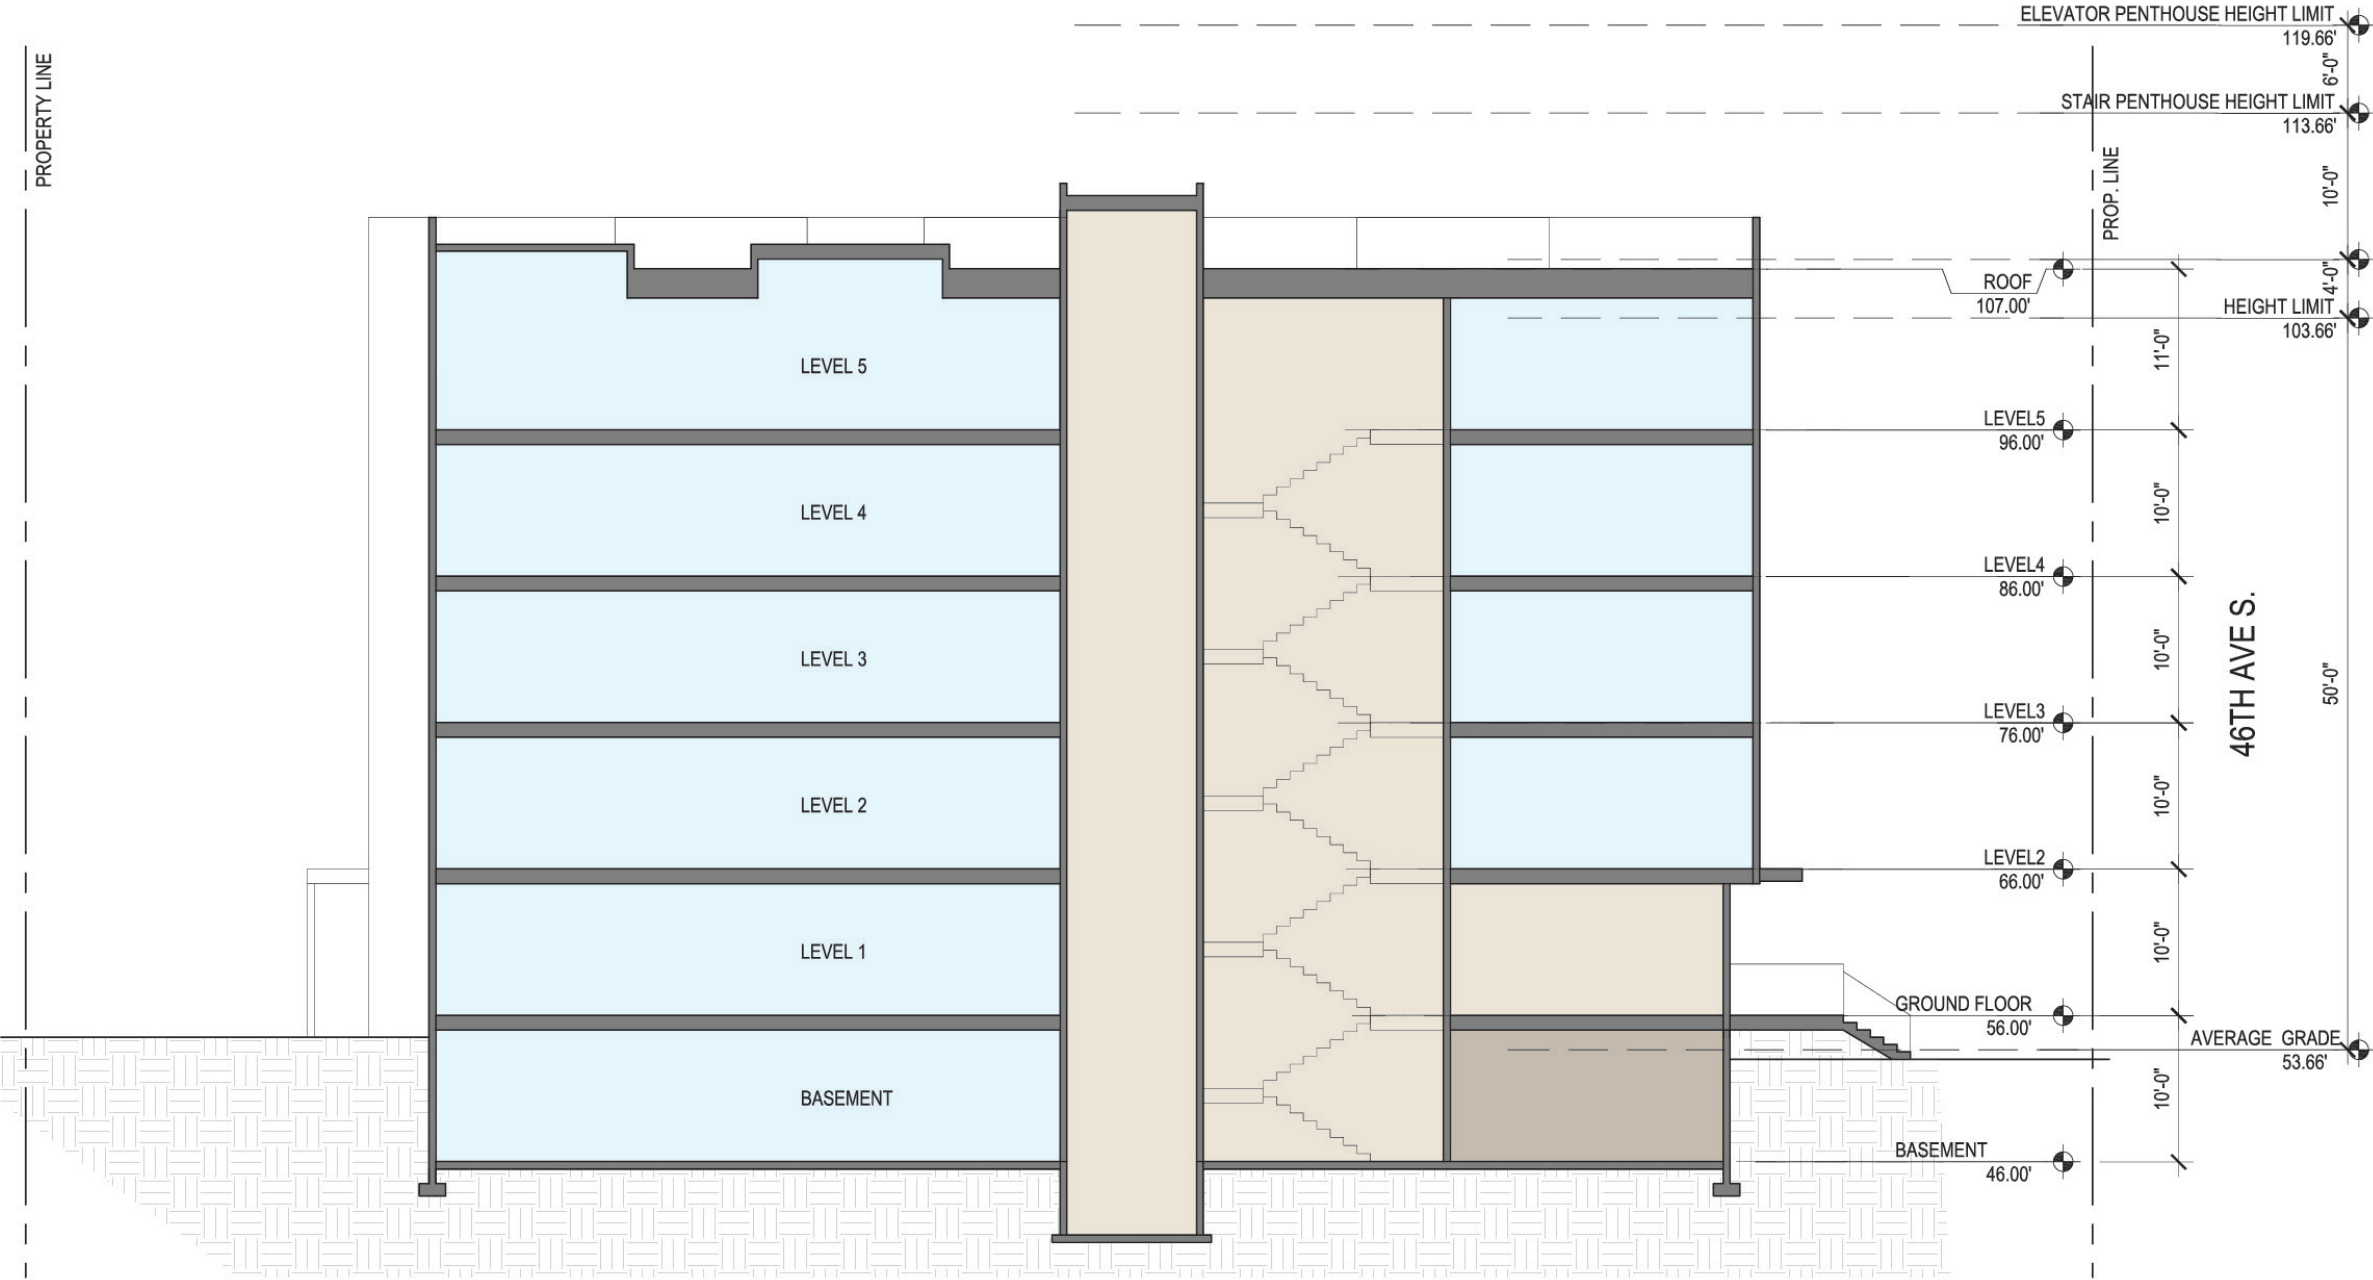 ELEVATOR PENTHOUSE HEIGHT LIMIT
119.66'
6'-0"
STAIR PENTHOUSE HEIGHT LIMIT
113.66'
PROPERTY LINE
PROP. LINE
10'-0"
4'-0"
ROOF
107.00'
HEIGHT LIMIT
103.66'
11'-0"
LEVEL 5
LEVEL5
96.00'
LEVEL 4
10'-0"
LEVEL4
86.00'
LEVEL 3
10'-0"
46TH AVE S.
50'-0"
LEVEL3
76.00'
LEVEL 2
10'-0"
LEVEL2
66.00'
LEVEL 1
10'-0"
GROUND FLOOR
56.00'
AVERAGE GRADE
53.66'
BASEMENT
10'-0"
BASEMENT
46.00'